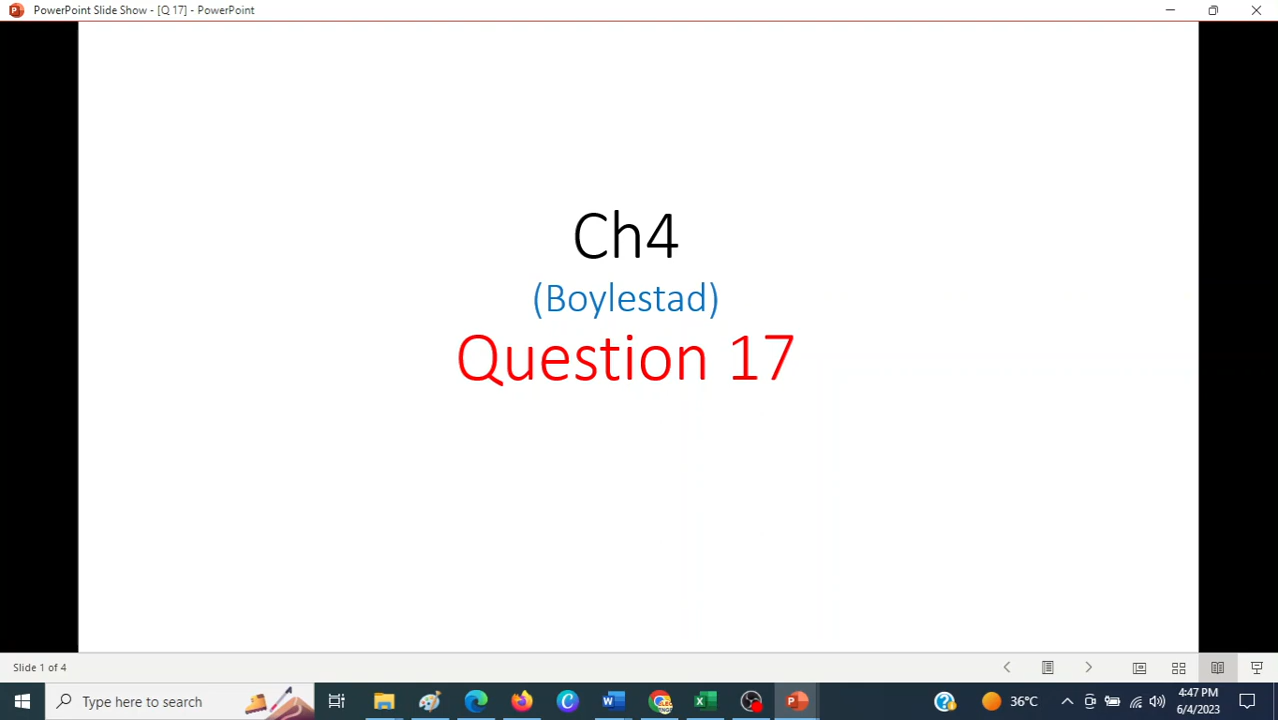 PowerPoint Slide Show - [Q 17] - PowerPoint
Ch4
(Boylestad)
Question 17
Slide 1 of 4
Type here to search
36°C
4:47 PM
6/4/2023